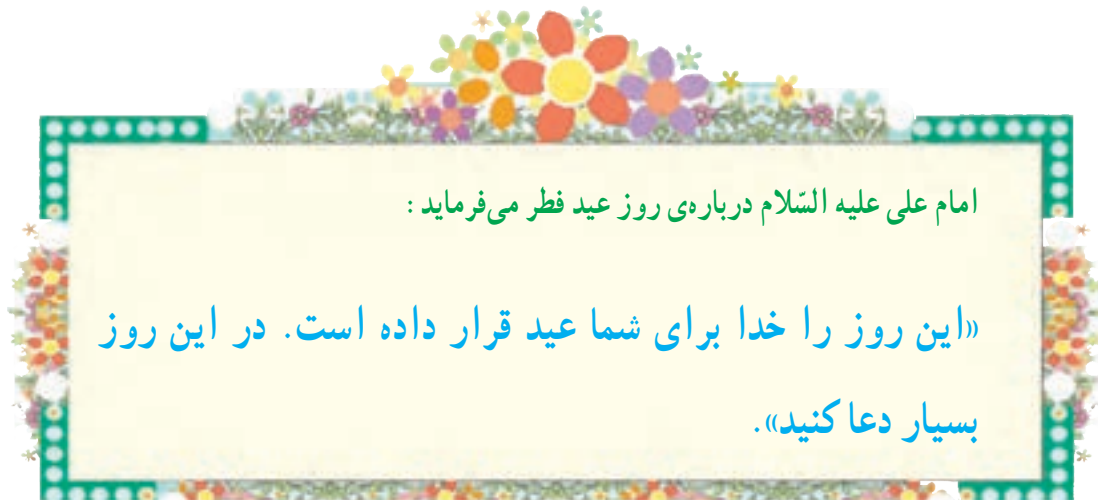 امام علی علیه السّلام درباره‌ی روز عید فطر می‌فرماید :
«این روز را خدا برای شما عید قرار داده است. در این روز
بسیار دعا کنید».